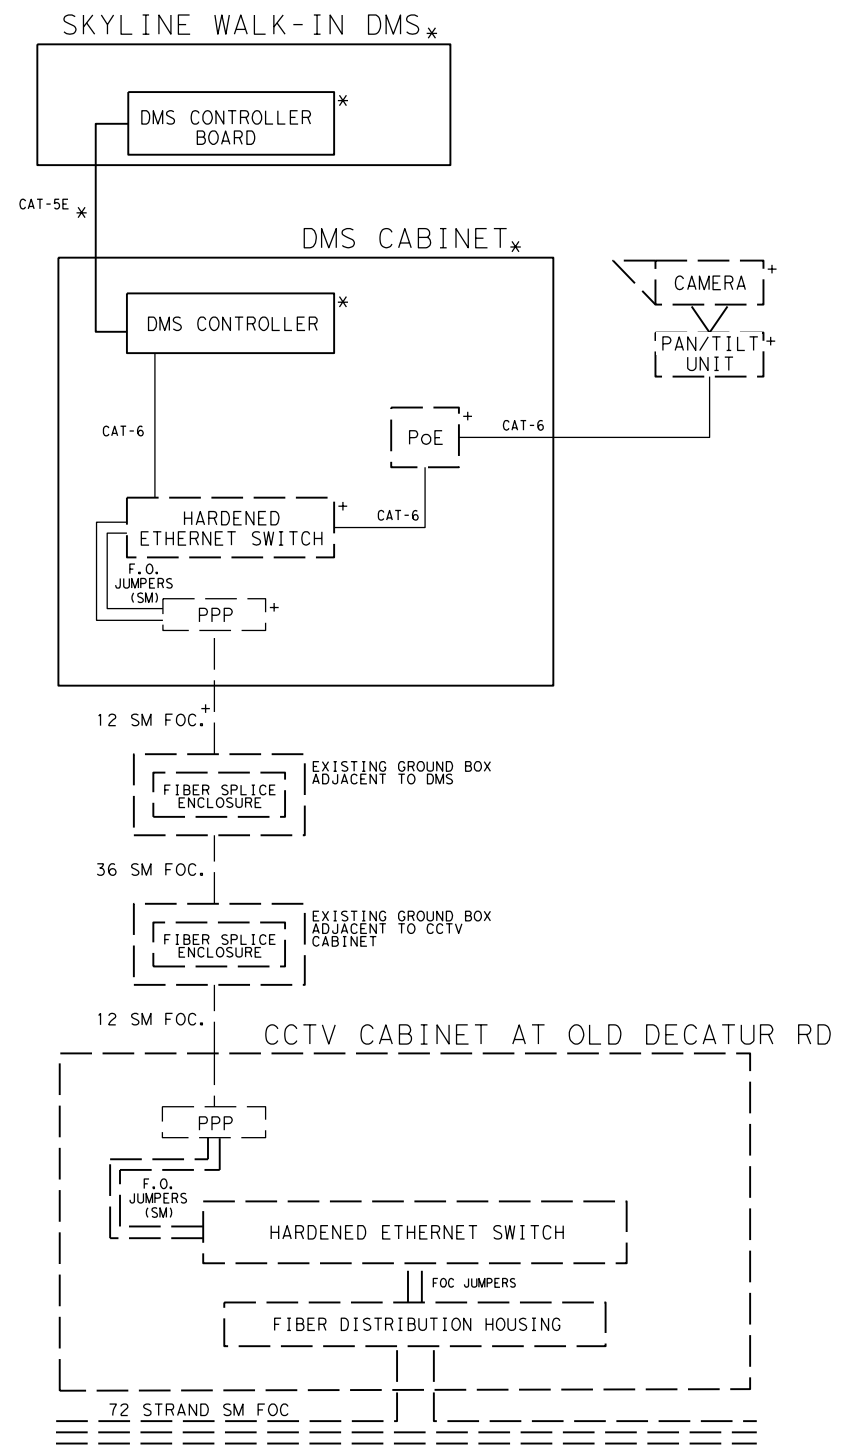 SKYLINE WALK-IN DMS*
DMS CONTROLLER *
BOARD
CAT-5E *
DMS CABINET*
DMS CONTROLLER *
CAMERA +
PAN/TILT +
UNIT
CAT-6
PoE +
CAT-6
CAT-6
HARDENED +
ETHERNET SWITCH
F.O.
JUMPERS
(SM)
PPP +
12 SM FOC.+
EXISTING GROUND BOX
ADJACENT TO DMS
FIBER SPLICE
ENCLOSURE
36 SM FOC.
EXISTING GROUND BOX
ADJACENT TO CCTV
CABINET
FIBER SPLICE
ENCLOSURE
12 SM FOC.
CCTV CABINET AT OLD DECATUR RD
PPP
F.O.
JUMPERS
(SM)
HARDENED ETHERNET SWITCH
FOC JUMPERS
FIBER DISTRIBUTION HOUSING
72 STRAND SM FOC